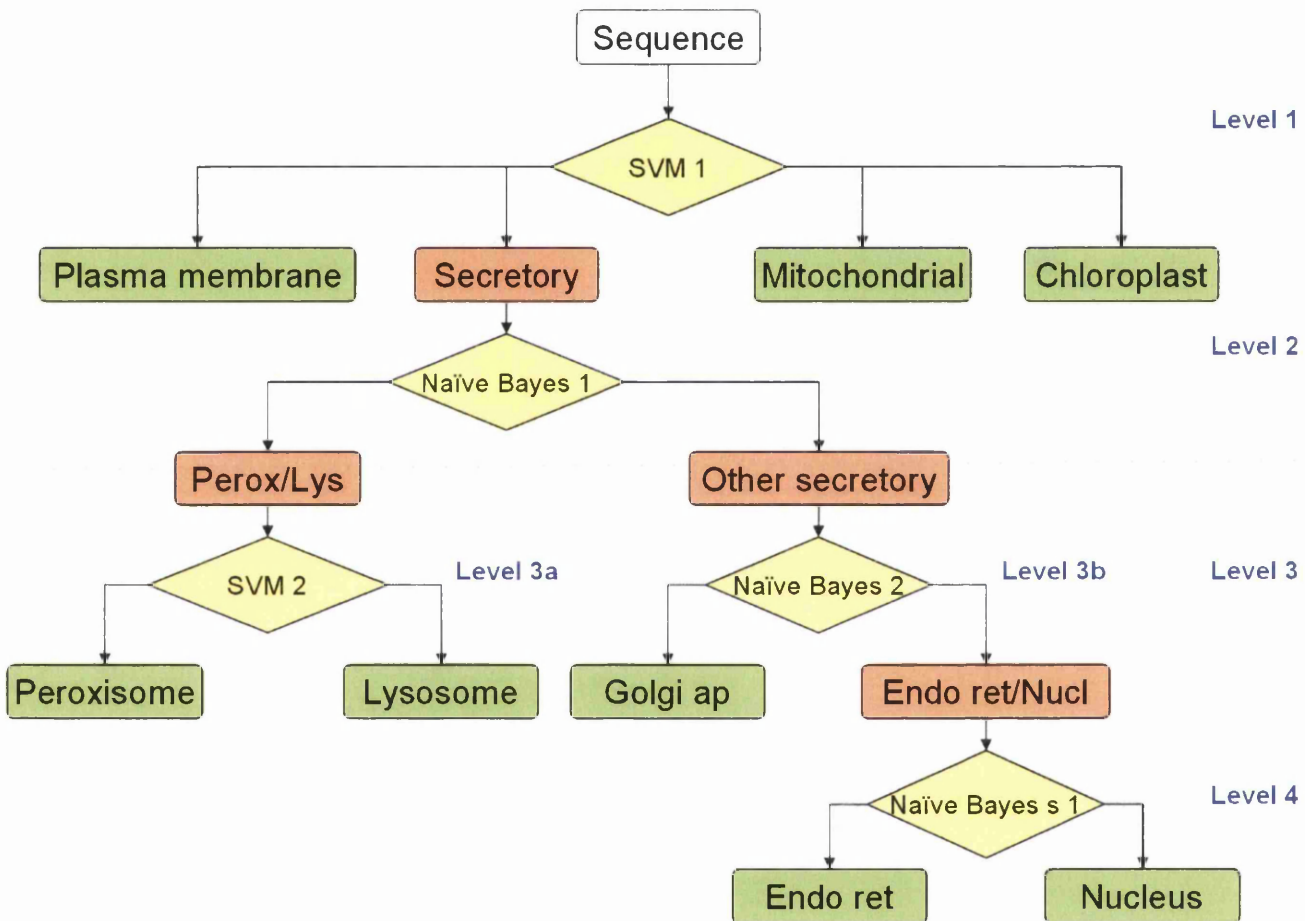 Sequence
Level 1
SVM 1
Plasma membrane
Secretory
Mitochondrial
Chloroplast
Level 2
Naïve Bayes 1
Perox/Lys
Other secretory
SVM 2
Level 3a
Naïve Bayes 2
Level 3b
Level 3
Peroxisome
Lysosome
Golgi ap
Endo ret/Nucl
Naïve Bayes s 1
Level 4
Endo ret
Nucleus